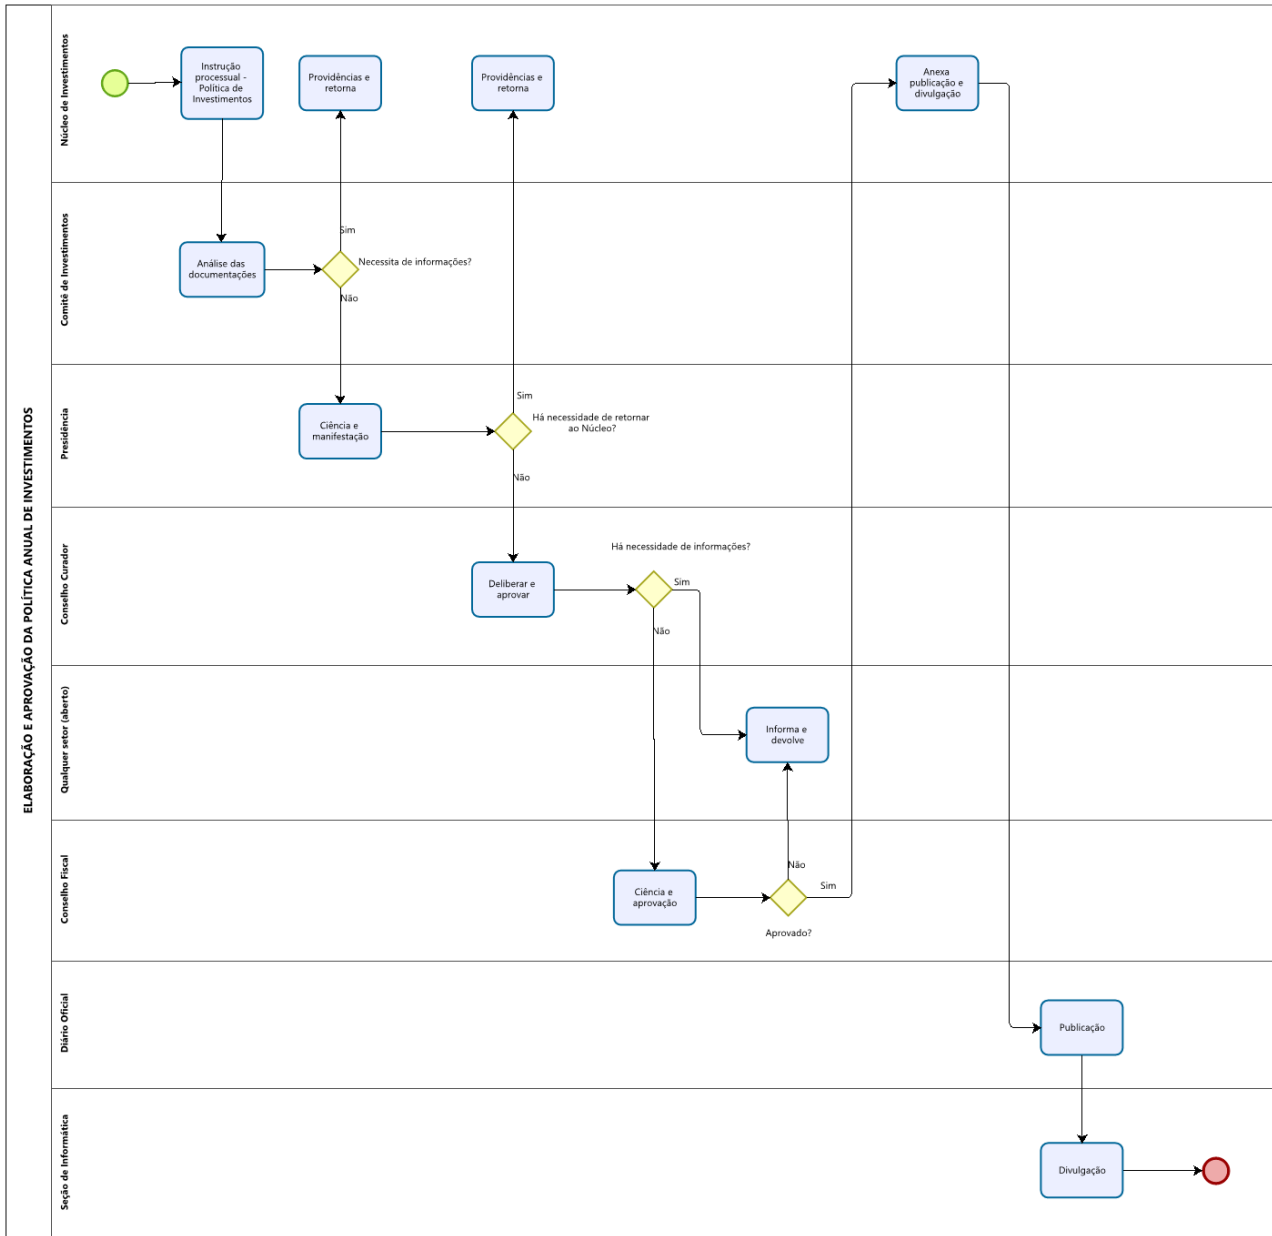 ELABORAÇÃO E APROVAÇÃO DA POLÍTICA ANUAL DE INVESTIMENTOS
Núcleo de Investimentos
Instrução
processual -
Política de
Investimentos
Providências e
retorna
Providências e
retorna
Anexa
publicação e
divulgação
Comitê de Investimentos
Sim
Análise das
documentações
Necessita de informações?
Não
Presidência
Sim
Ciência e
manifestação
Há necessidade de retornar
ao Núcleo?
Não
Conselho Curador
Há necessidade de informações?
Deliberar e
aprovar
Sim
Não
Qualquer setor (aberto)
Informa e
devolve
Conselho Fiscal
Não
Ciência e
aprovação
Sim
Aprovado?
Diário Oficial
Publicação
Seção de Informática
Divulgação